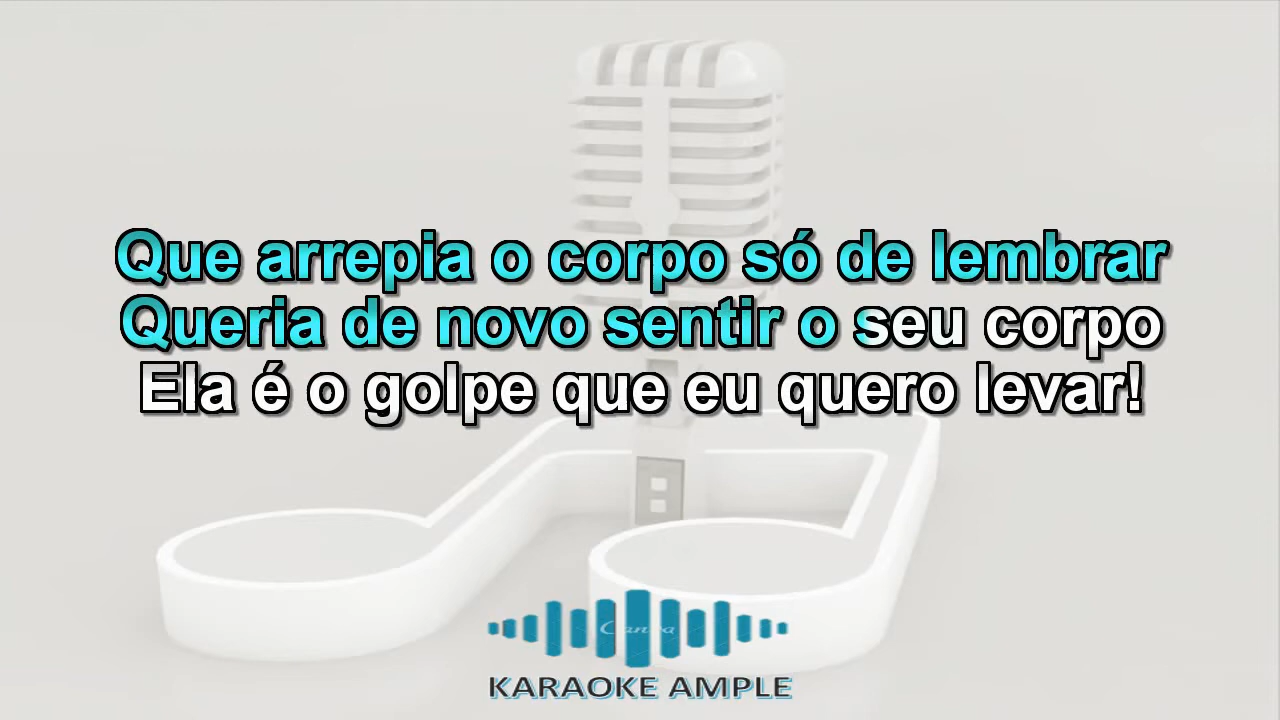 Que arrepia o corpo só de lembrar
Queria de novo sentir o seu corpo
Ela é o golpe que eu quero levar!
Canva
KARAOKE AMPLE